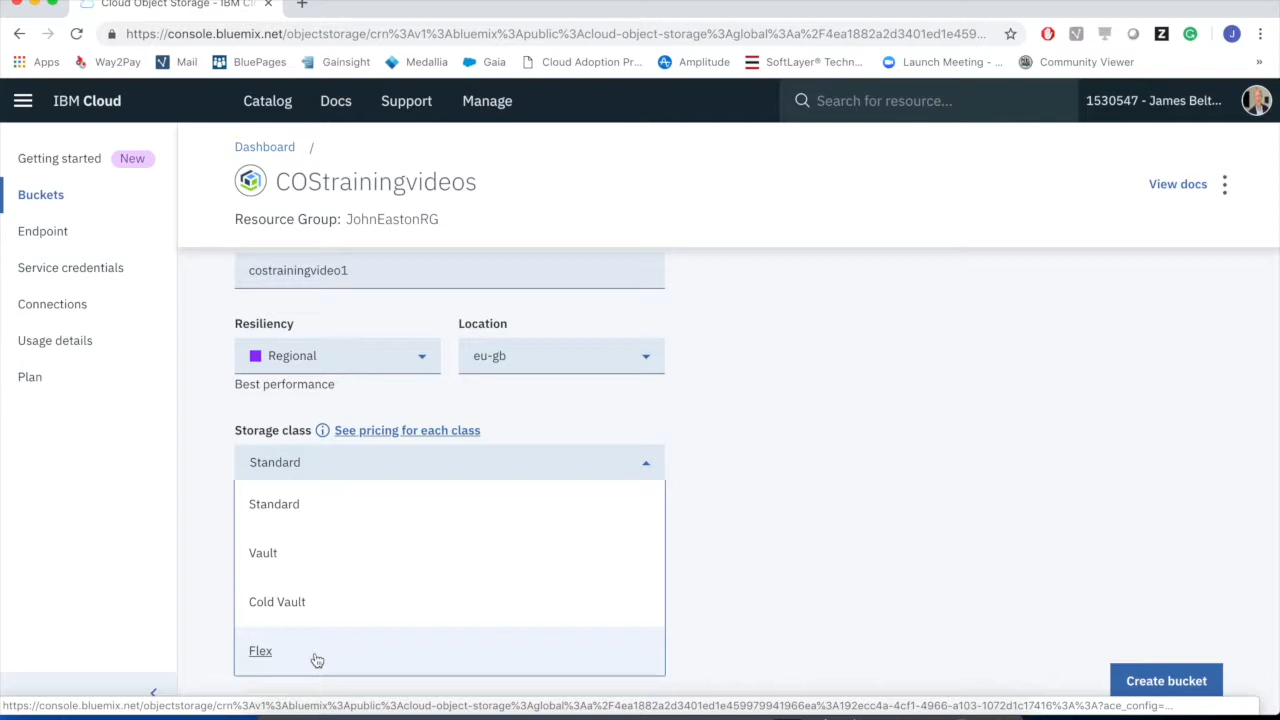 Cloud Object Storage - IBM Cl
https://console.bluemix.net/objectstorage/crn%3Av1%3Abluemix%3Apublic%3Acloud-object-storage%3Aglobal%3Aa%2F4ea1882a2d3401ed1e459...
J
Apps Way2Pay Mail BluePages Gainsight Medallia Gaia Cloud Adoption Pr... Amplitude SoftLayer® Techn... Launch Meeting - ... Community Viewer »
IBM Cloud Catalog Docs Support Manage Search for resource... 1530547 - James Belt...
Getting started New
Buckets
Endpoint
Service credentials
Connections
Usage details
Plan
Dashboard /
COStrainingvideos
View docs
Resource Group: JohnEastonRG
costrainingvideo1
Resiliency Location
Regional eu-gb
Best performance
Storage class See pricing for each class
Standard
Standard
Vault
Cold Vault
Flex
Create bucket
https://console.bluemix.net/objectstorage/crn%3Av1%3Abluemix%3Apublic%3Acloud-object-storage%3Aglobal%3Aa%2F4ea1882a2d3401ed1e459979941966ea%3A192ecc4a-4cf1-4966-a103-1072d1c17416%3A%3A?ace_config=...